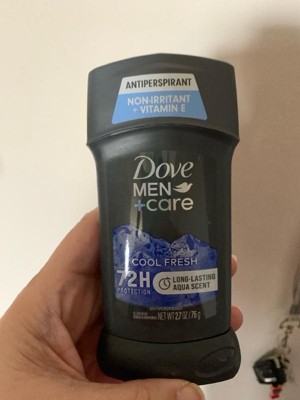 ANTIPERSPIRANT
NON-IRRITANT
+ VITAMIN E
Dove
MEN
+care
COOL FRESH
72H
PROTECTION
LONG-LASTING
AQUA SCENT
NET WT 2.7 OZ (76 g)